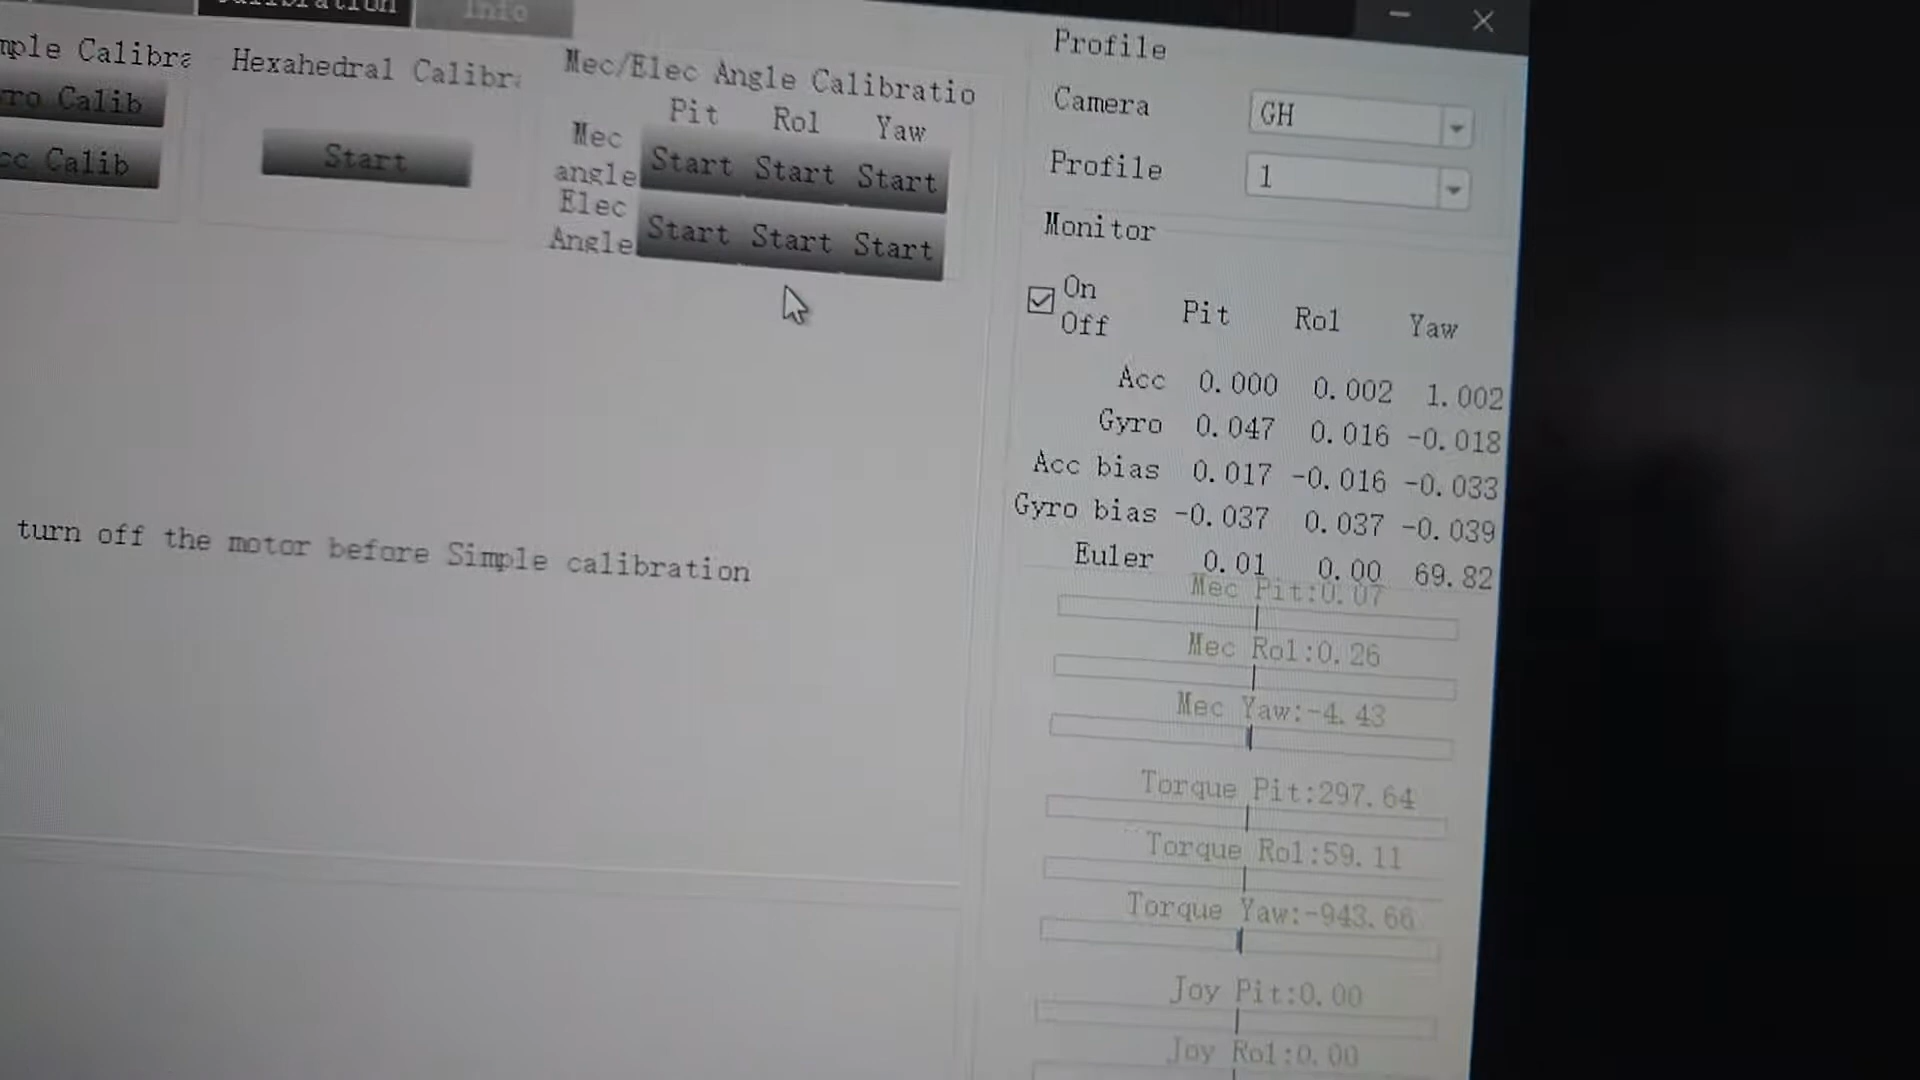 Info
Calibra
Hexahedral Calibr
Mec/Elec Angle Calibratio
Pit Rol Yaw
Calib
Calib
Start
Mec
angle
Start Start Start
Elec
Angle
Start Start Start
turn off the motor before Simple calibration
Profile
Camera GH
Profile 1
Monitor
On
Off
Pit Rol Yaw
Acc 0.000 0.002 1.002
Gyro 0.047 0.016 -0.018
Acc bias 0.017 -0.016 -0.033
Gyro bias -0.037 0.037 -0.039
Euler 0.01 0.00 69.82
Mec Pit:0.07
Mec Rol:0.26
Mec Yaw:-4.43
Torque Pit:297.64
Torque Rol:59.11
Torque Yaw:-943.66
Joy Pit:0.00
Joy Rol:0.00